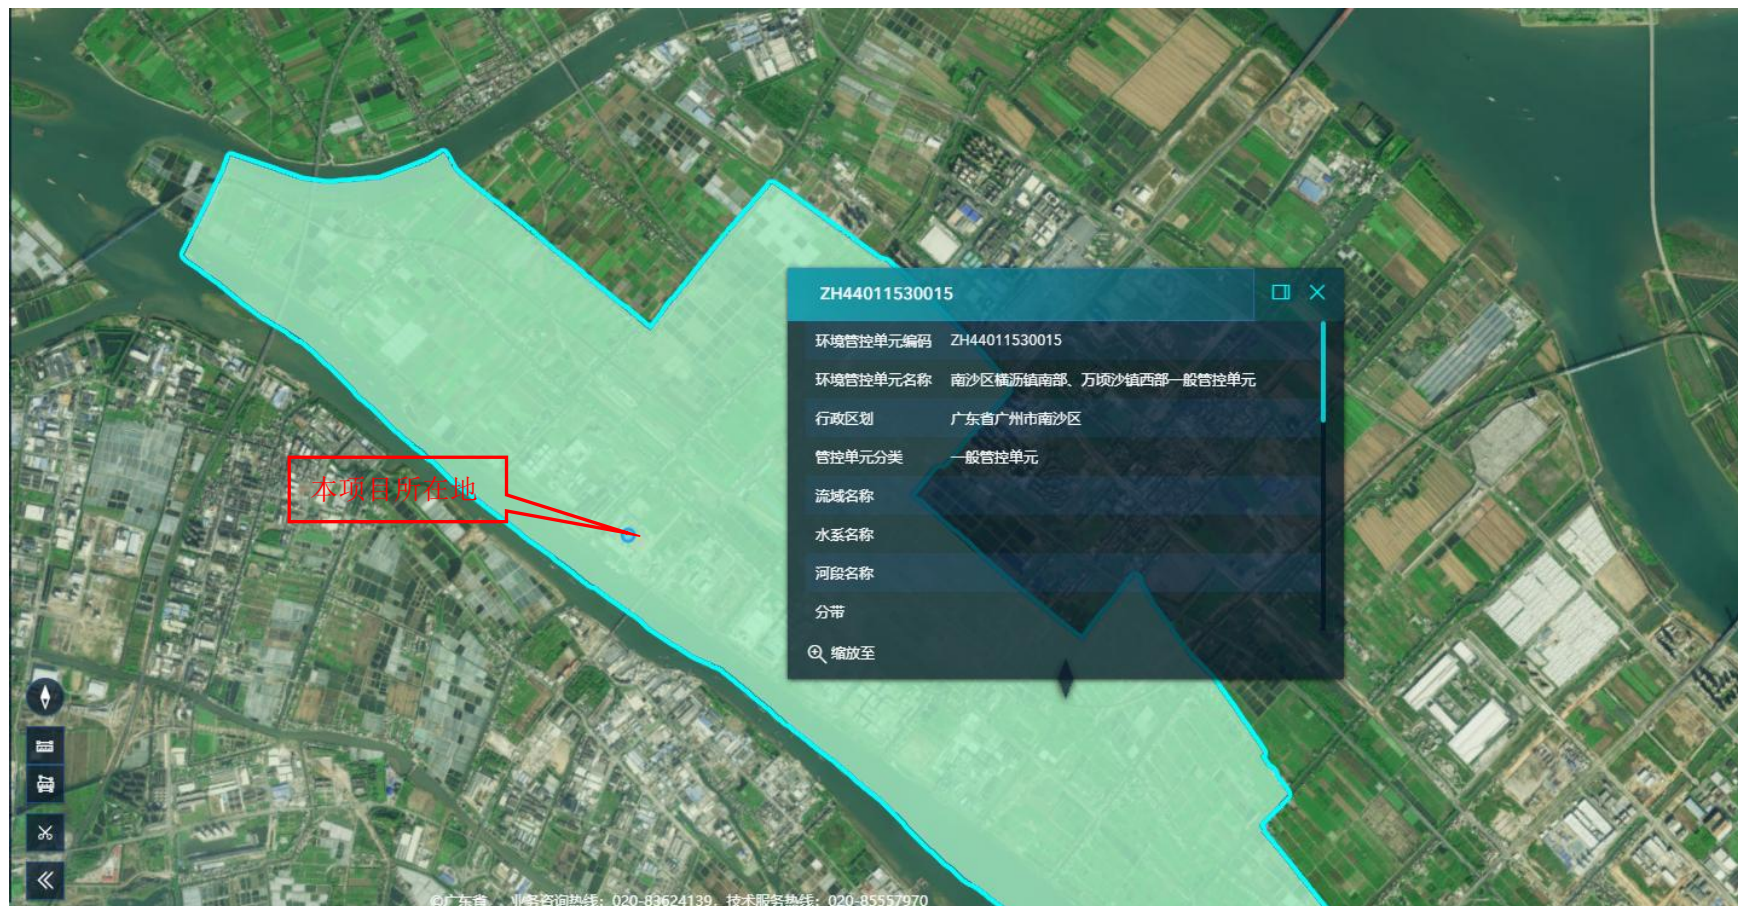 ZH44011530015
环境管控单元编码 ZH44011530015
环境管控单元名称 南沙区横沥镇南部、万顷沙镇西部一般管控单元
行政区划 广东省广州市南沙区
管控单元分类 一般管控单元
流域名称
水系名称
河段名称
分带
缩放至
本项目所在地
©广东省 ，业务咨询热线：020-83624139，技术服务热线：020-85557970